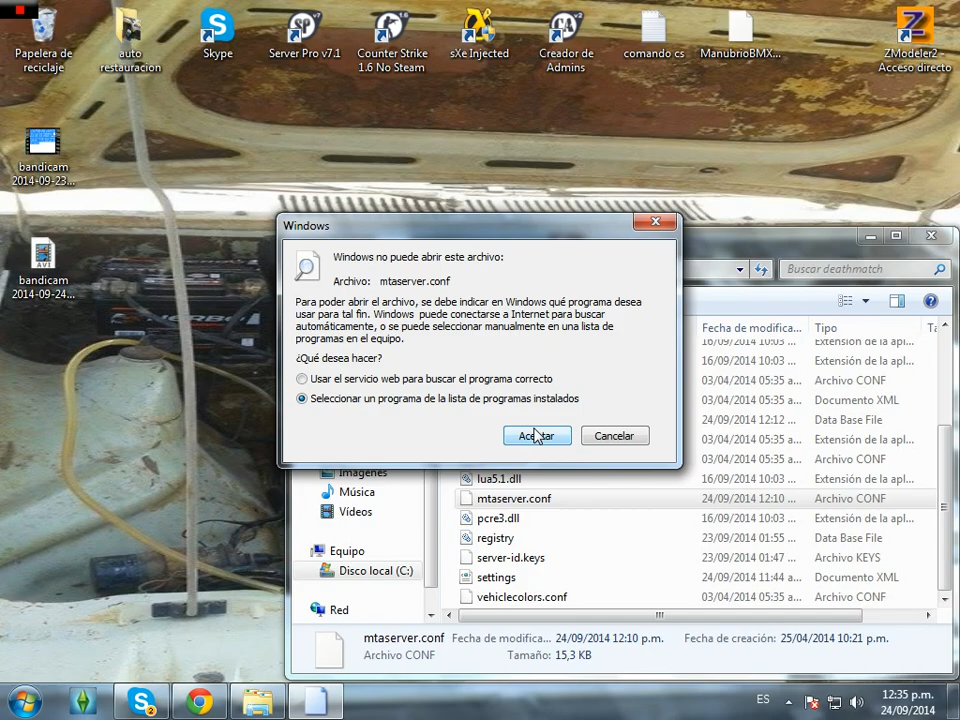 Papelera de
reciclaje
auto
restauracion
Skype
Server Pro v7.1
Counter Strike
1.6 No Steam
sXe Injected
Creador de
Admins
comando cs
ManubrioBMX...
ZModeler2 -
Acceso directo
bandicam
2014-09-23...
AVI
bandicam
2014-09-24...
Windows
Windows no puede abrir este archivo:
Archivo: mtaserver.conf
Para poder abrir el archivo, se debe indicar en Windows qué programa desea
usar para tal fin. Windows puede conectarse a Internet para buscar
automáticamente, o se puede seleccionar manualmente en una lista de
programas en el equipo.
¿Qué desea hacer?
Usar el servicio web para buscar el programa correcto
Seleccionar un programa de la lista de programas instalados
Aceptar
Cancelar
Buscar deathmatch
Fecha de modifica... Tipo
16/09/2014 10:03 ... Extensión de la apl...
16/09/2014 10:03 ... Extensión de la apl...
03/04/2014 05:35 a... Archivo CONF
03/04/2014 05:35 a... Documento XML
24/09/2014 12:12 ... Data Base File
03/04/2014 05:35 a... Archivo CONF
03/04/2014 05:35 a... Archivo CONF
lua5.1.dll 16/09/2014 10:03 ... Extensión de la apl...
mtaserver.conf 24/09/2014 12:10 ... Archivo CONF
pcre3.dll 16/09/2014 10:03 ... Extensión de la apl...
registry 23/09/2014 01:55 ... Data Base File
server-id.keys 23/09/2014 01:47 ... Archivo KEYS
settings 24/09/2014 11:44 a... Documento XML
vehiclecolors.conf 03/04/2014 05:35 a... Archivo CONF
Imágenes
Música
Vídeos
Equipo
Disco local (C:)
Red
mtaserver.conf Fecha de modifica... 24/09/2014 12:10 p.m. Fecha de creación: 25/04/2014 10:21 p.m.
Archivo CONF Tamaño: 15,3 KB
2
ES
12:35 p.m.
24/09/2014